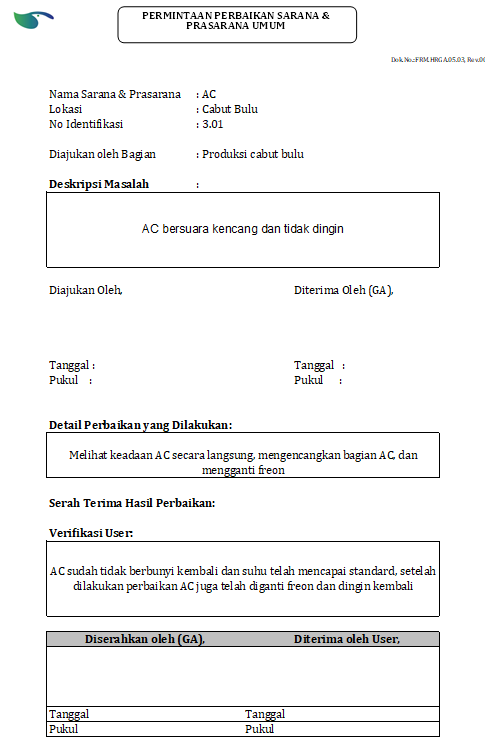 PERMINTAAN PERBAIKAN SARANA &
PRASARANA UMUM
Dok.No.:FRM.HRGA.05.03, Rev.00
Nama Sarana & Prasarana : AC
Lokasi : Cabut Bulu
No Identifikasi : 3.01
Diajukan oleh Bagian : Produksi cabut bulu
Deskripsi Masalah :
AC bersuara kencang dan tidak dingin
Diajukan Oleh, Diterima Oleh (GA),
Tanggal : Tanggal :
Pukul : Pukul :
Detail Perbaikan yang Dilakukan:
Melihat keadaan AC secara langsung, mengencangkan bagian AC, dan
mengganti freon
Serah Terima Hasil Perbaikan:
Verifikasi User:
AC sudah tidak berbunyi kembali dan suhu telah mencapai standard, setelah
dilakukan perbaikan AC juga telah diganti freon dan dingin kembali
Diserahkan oleh (GA), Diterima oleh User,
Tanggal Tanggal
Pukul Pukul